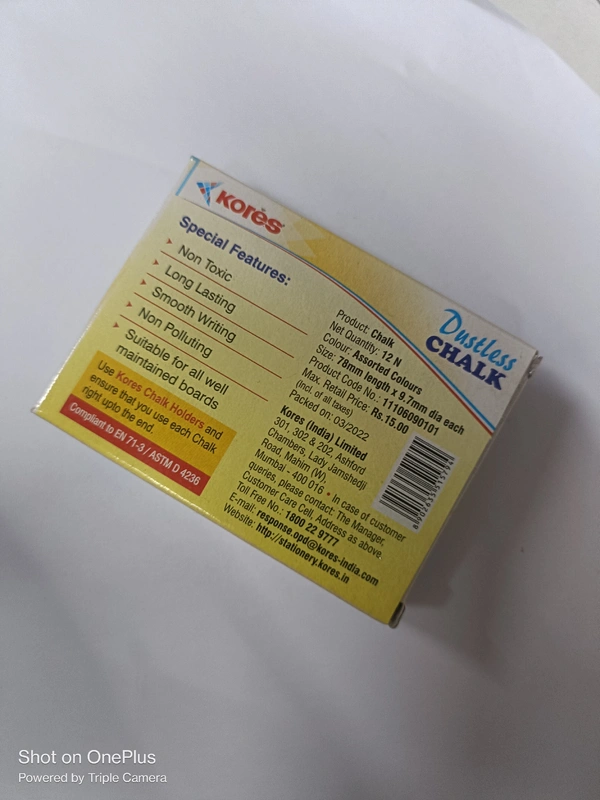 Korès
Special Features:
Non Toxic
Long Lasting
Smooth Writing
Non Polluting
Suitable for all well
maintained boards
Use Kores Chalk Holders and
ensure that you use each Chalk
right upto the end.
Compliant to EN 71-3 / ASTM D 4236
Dustless
CHALK
Product: Chalk
Net Quantity: 12 N
Colour: Assorted Colours
Size: 78mm length x 9.7mm dia each
Product Code No.: 11106090101
Max. Retail Price: Rs.15.00
(incl. of all taxes)
Packed on: 03/2022
Kores (India) Limited
301, 302 & 202, Ashford
Chambers, Lady Jamshedji
Road, Mahim (W),
Mumbai - 400 016 • In case of customer
queries, please contact: The Manager,
Customer Care Cell, Address as above.
Toll Free No.: 1800 22 9777
E-mail: response.opd@kores-india.com
Website: http://stationery.kores.in
Shot on OnePlus
Powered by Triple Camera